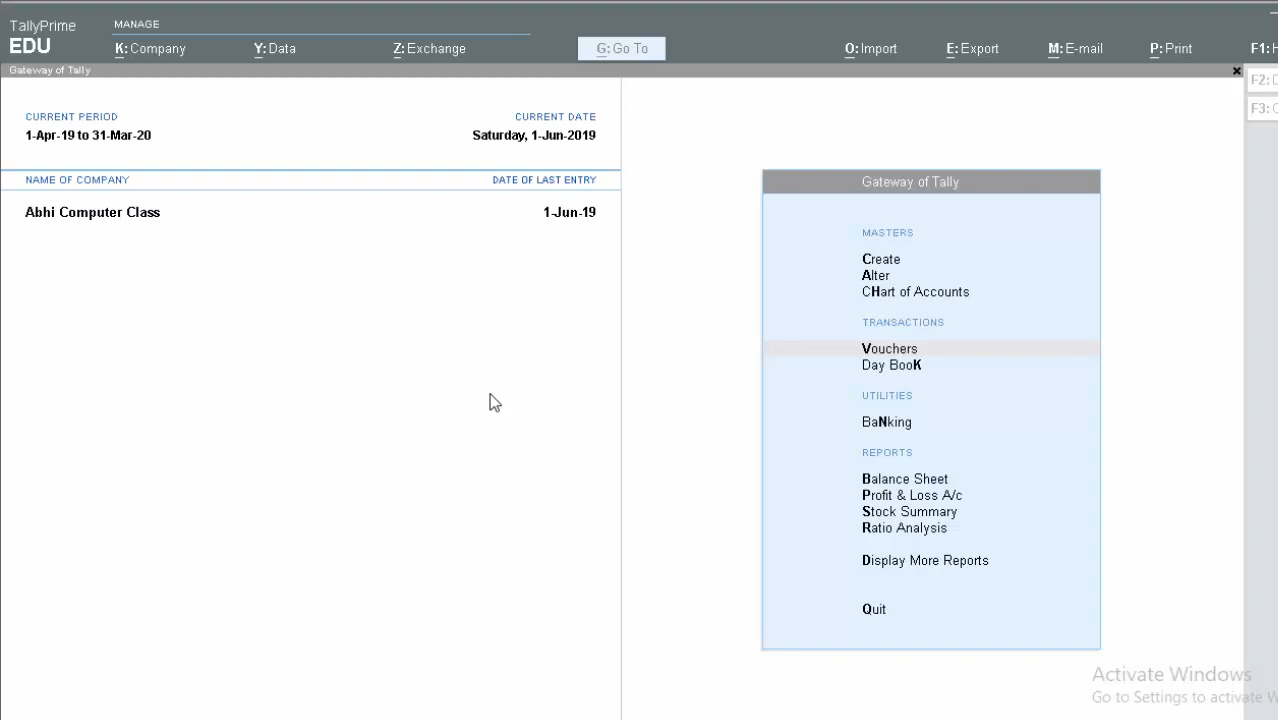 TallyPrime
MANAGE
EDU
K: Company
Y: Data
Z: Exchange
G: Go To
O: Import
E: Export
M: E-mail
P: Print
F1:
Gateway of Tally
F2:
F3:
CURRENT PERIOD
CURRENT DATE
1-Apr-19 to 31-Mar-20
Saturday, 1-Jun-2019
NAME OF COMPANY
DATE OF LAST ENTRY
Abhi Computer Class
1-Jun-19
Gateway of Tally
MASTERS
Create
Alter
CHart of Accounts
TRANSACTIONS
Vouchers
Day BooK
UTILITIES
BaNking
REPORTS
Balance Sheet
Profit & Loss A/c
Stock Summary
Ratio Analysis
Display More Reports
Quit
Activate Windows
Go to Settings to activate